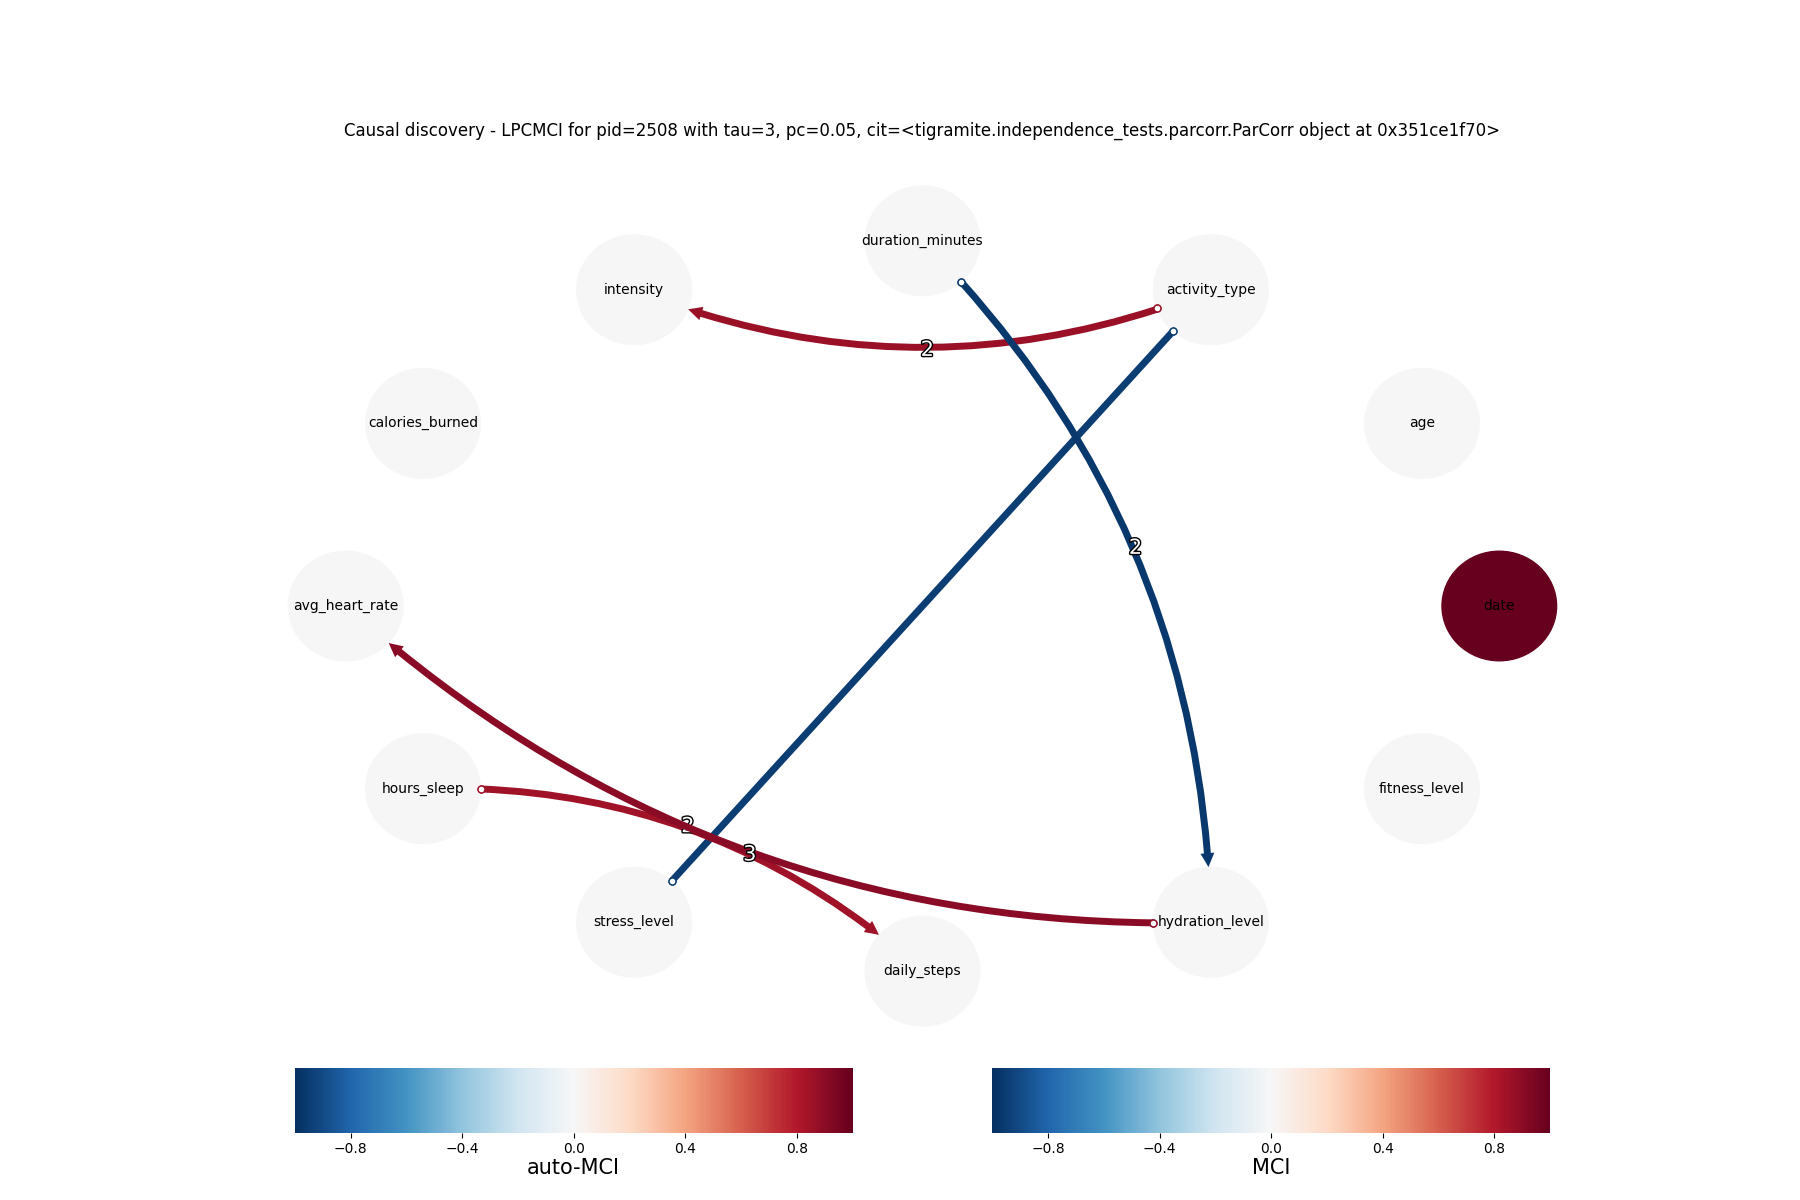 Causal discovery - LPCMCI for pid=2508 with tau=3, pc=0.05, cit=<tigramite.independence_tests.parcorr.ParCorr object at 0x351ce1f70>
duration_minutes
intensity
activity_type
2
calories_burned
age
2
avg_heart_rate
date
hours_sleep
fitness_level
2
3
stress_level
hydration_level
daily_steps
−0.8 −0.4 0.0 0.4 0.8
auto-MCI
−0.8 −0.4 0.0 0.4 0.8
MCI